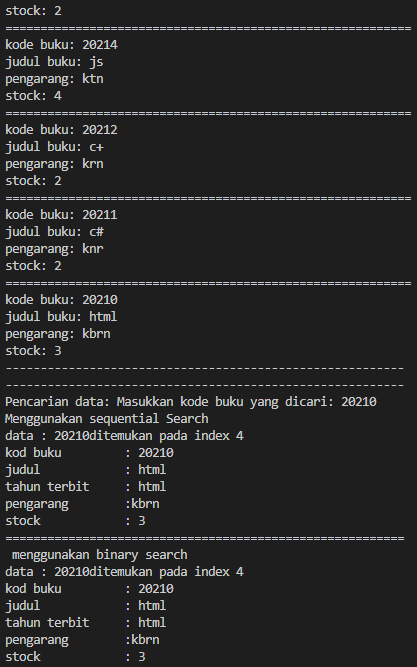 stock: 2
==========================================================
kode buku: 20214
judul buku: js
pengarang: ktn
stock: 4
==========================================================
kode buku: 20212
judul buku: c+
pengarang: krn
stock: 2
==========================================================
kode buku: 20211
judul buku: c#
pengarang: knr
stock: 2
==========================================================
kode buku: 20210
judul buku: html
pengarang: kbrn
stock: 3
---------------------------------------------------------
---------------------------------------------------------
Pencarian data: Masukkan kode buku yang dicari: 20210
Menggunakan sequential Search
data : 20210ditemukan pada index 4
kod buku         : 20210
judul            : html
tahun terbit     : html
pengarang        :kbrn
stock            : 3
=========================================================
 menggunakan binary search
data : 20210ditemukan pada index 4
kod buku         : 20210
judul            : html
tahun terbit     : html
pengarang        :kbrn
stock            : 3